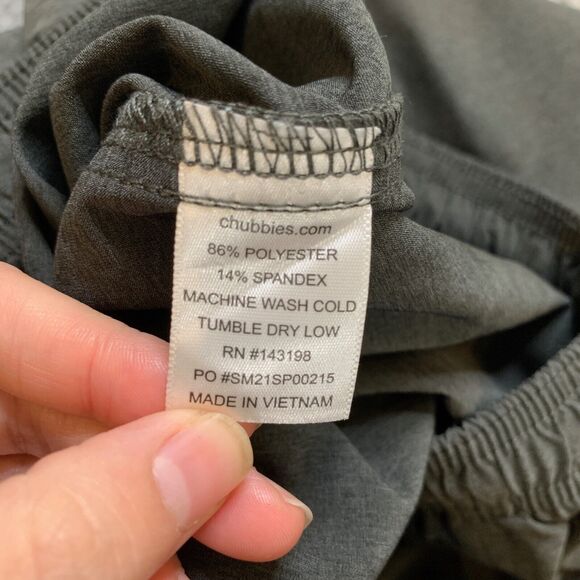 chubbies.com
86% POLYESTER
14% SPANDEX
MACHINE WASH COLD
TUMBLE DRY LOW
RN #143198
PO #SM21SP00215
MADE IN VIETNAM